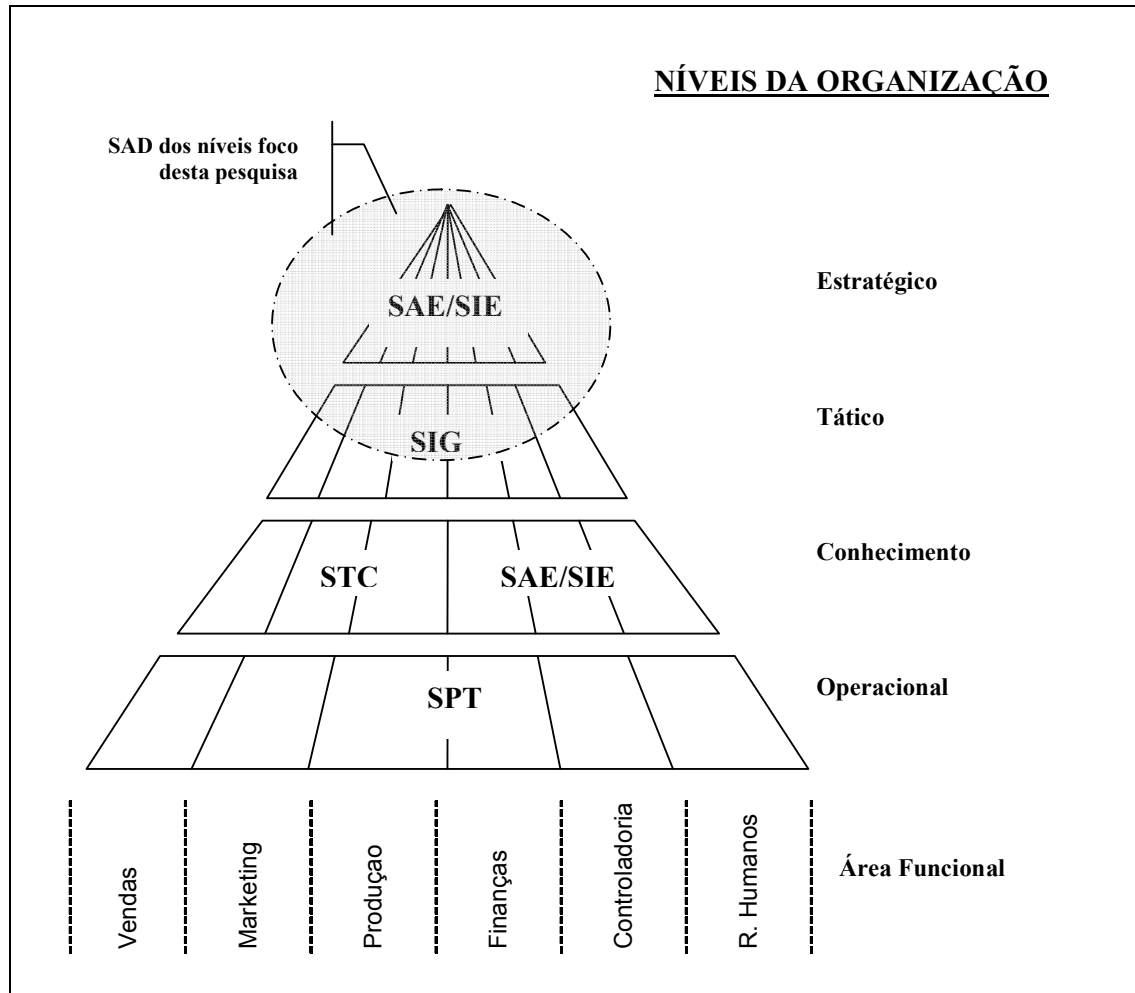 NÍVEIS DA ORGANIZAÇÃO
SAD dos níveis foco
desta pesquisa
Estratégico
SAE/SIE
Tático
SIG
Conhecimento
STC
SAE/SIE
Operacional
SPT
Vendas
Marketing
Produçao
Finanças
Controladoria
R. Humanos
Área Funcional